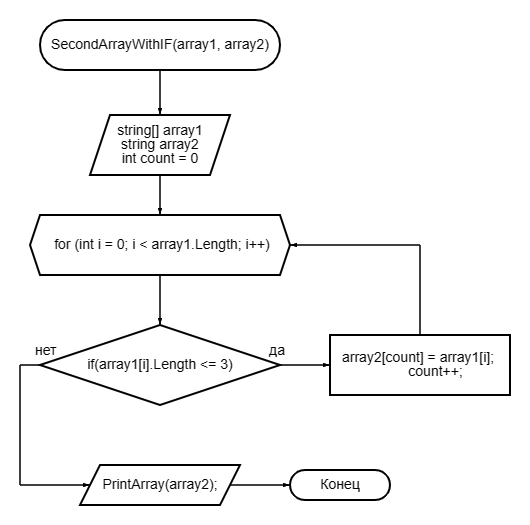 SecondArrayWithIF(array1, array2)
string[] array1
string array2
int count = 0
for (int i = 0; i < array1.Length; i++)
нет
да
if(array1[i].Length <= 3)
array2[count] = array1[i];
count++;
PrintArray(array2);
Конец